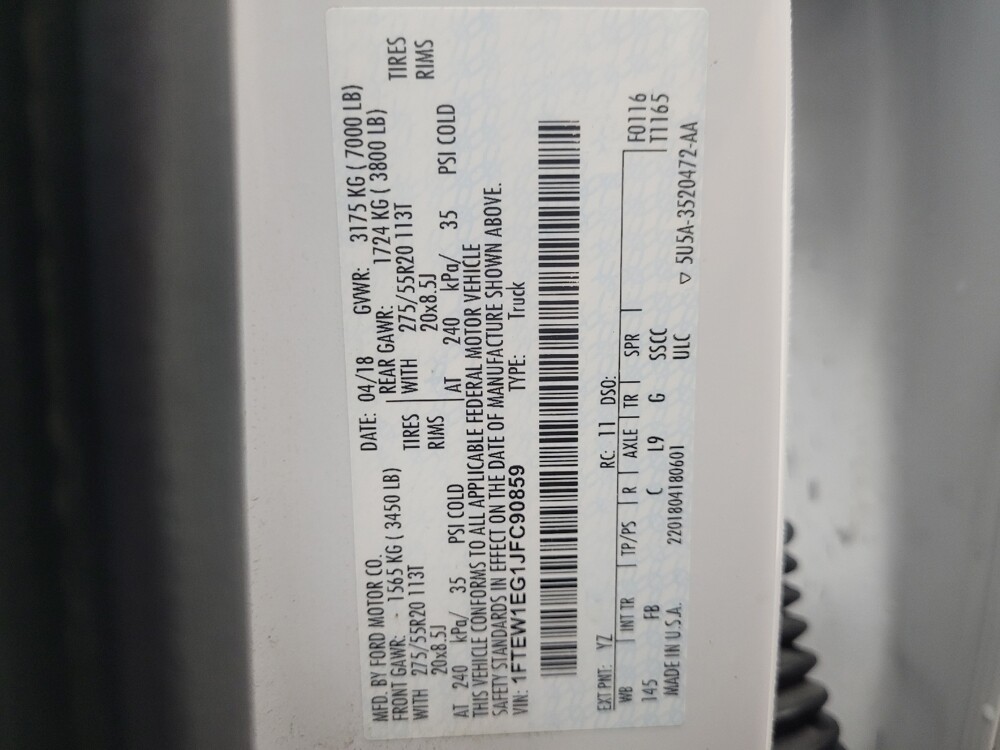 MFD. BY FORD MOTOR CO. DATE: 04/18 GVWR: 3175 KG ( 7000 LB)
FRONT GAWR: - 1565 KG ( 3450 LB) REAR GAWR: 1724 KG ( 3800 LB)
WITH 275/55R20 113T TIRES WITH 275/55R20 113T TIRES
20x8.5J RIMS 20x8.5J RIMS
AT 240 kPa/ 35 PSI COLD AT 240 kPa/ 35 PSI COLD
THIS VEHICLE CONFORMS TO ALL APPLICABLE FEDERAL MOTOR VEHICLE
SAFETY STANDARDS IN EFFECT ON THE DATE OF MANUFACTURE SHOWN ABOVE.
VIN: 1FTEW1EG1JFC90859 TYPE: Truck
EXT PNT: YZ RC: 11 DSO:
WB INT TR TP/PS R AXLE TR SPR F0116
145 FB C L9 G SSCC T1165
MADE IN U.S.A. 2201804180601 ULC ▽ 5U5A-3520472-AA